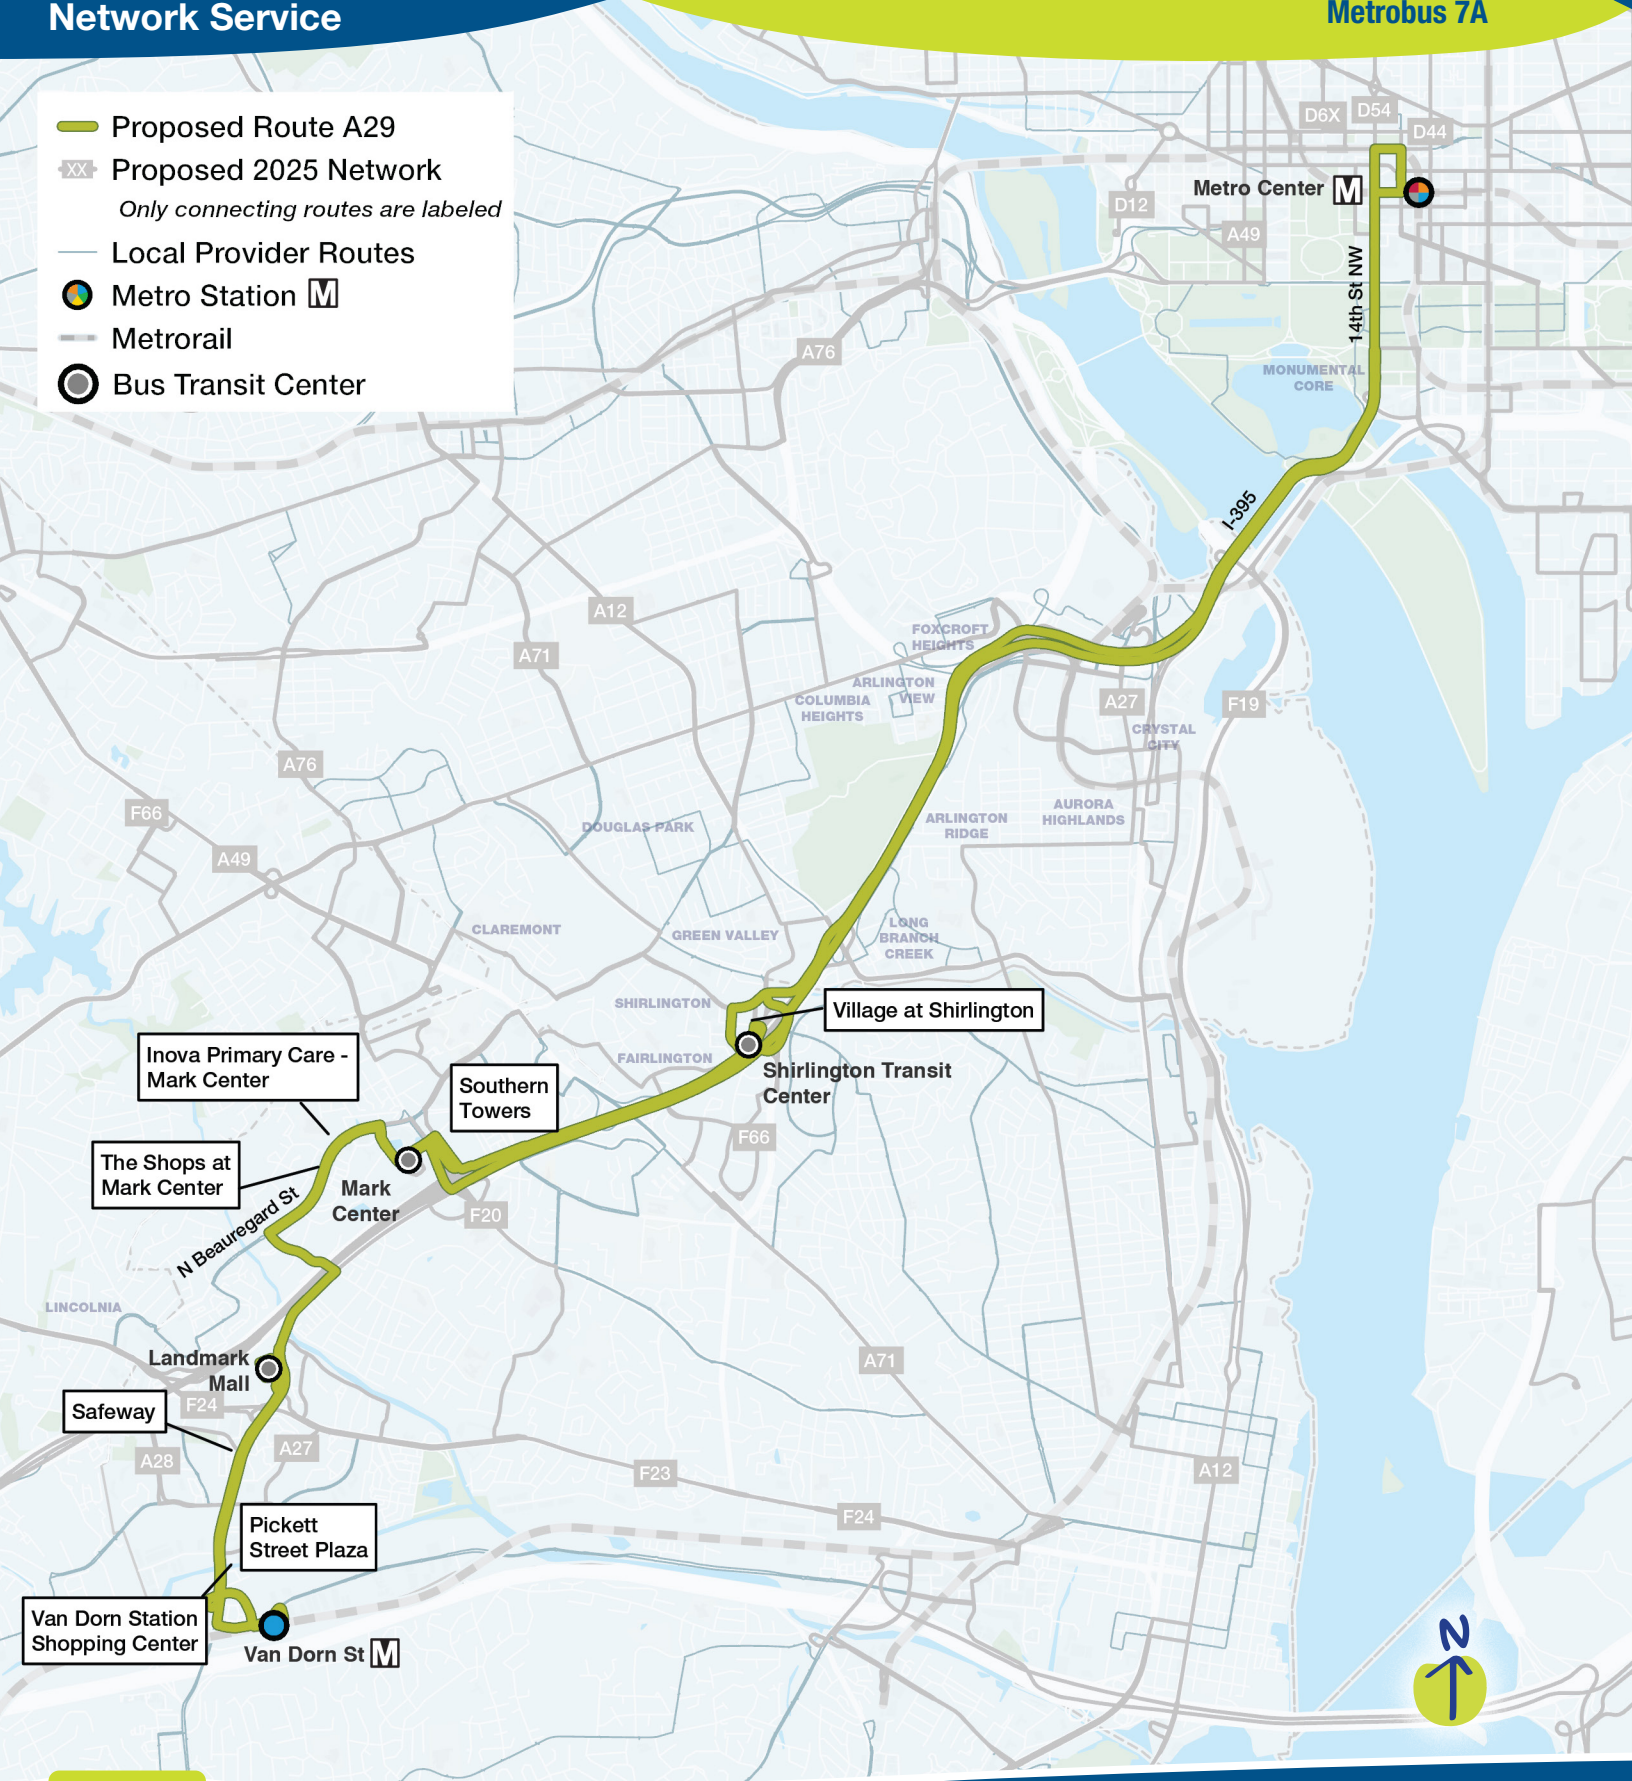 Network Service
Metrobus 7A
Proposed Route A29
XX Proposed 2025 Network
Only connecting routes are labeled
Local Provider Routes
Metro Station M
Metrorail
Bus Transit Center
D6X
D54
D44
Metro Center M
D12
A49
14th St NW
A76
MONUMENTAL
CORE
I-395
A12
A71
FOXCROFT
HEIGHTS
ARLINGTON
VIEW
COLUMBIA
HEIGHTS
A27
F19
CRYSTAL
CITY
A76
F66
A49
DOUGLAS PARK
ARLINGTON
RIDGE
AURORA
HIGHLANDS
CLAREMONT
GREEN VALLEY
LONG
BRANCH
CREEK
SHIRLINGTON
Village at Shirlington
FAIRLINGTON
Shirlington Transit
Center
Inova Primary Care -
Mark Center
Southern
Towers
F66
The Shops at
Mark Center
Mark
Center
F20
N Beauregard St
LINCOLNIA
Landmark
Mall
A71
F24
Safeway
A27
A28
F23
A12
F24
Pickett
Street Plaza
Van Dorn Station
Shopping Center
Van Dorn St M
N